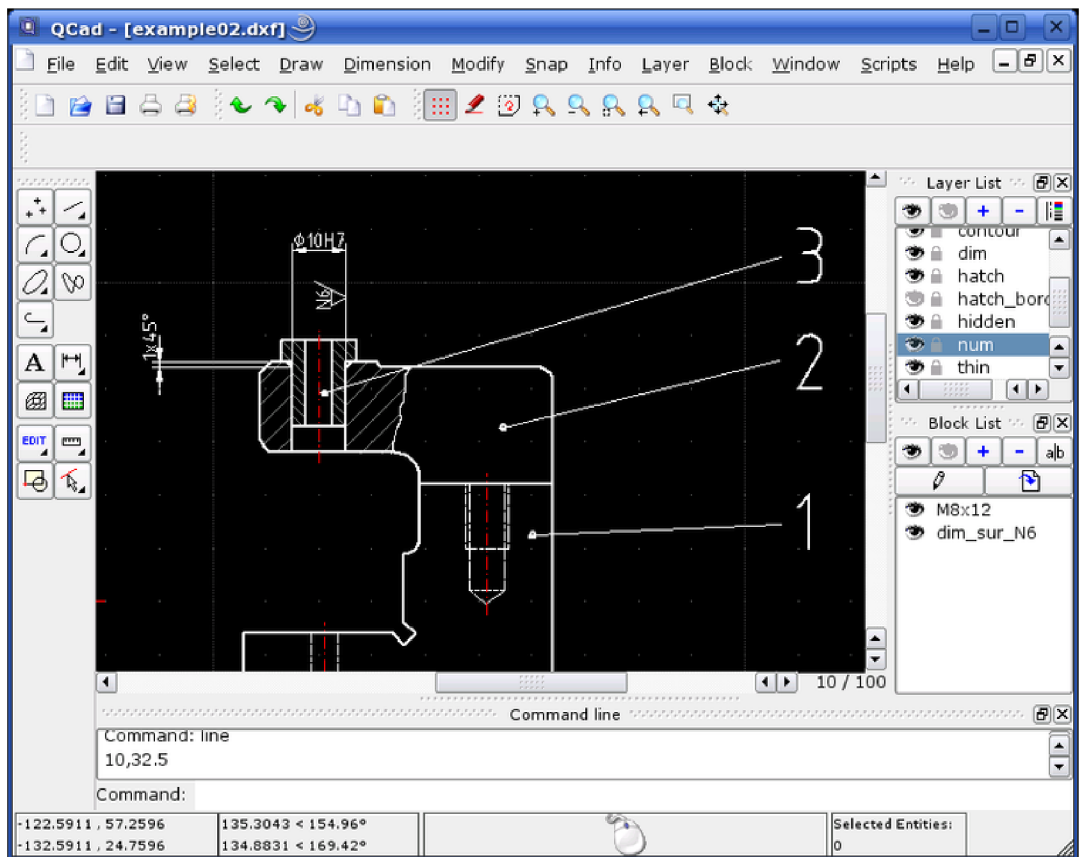 QCad - [example02.dxf]
File Edit View Select Draw Dimension Modify Snap Info Layer Block Window Scripts Help
Layer List
contour
dim
hatch
hatch_bord
hidden
num
thin
Block List
a|b
M8x12
dim_sur_N6
A
EDIT
ϕ10H7
N6
1x45°
3
2
1
10 / 100
Command line
Command: line
10,32.5
Command:
-122.5911 , 57.2596
-132.5911 , 24.7596
135.3043 < 154.96°
134.8831 < 169.42°
Selected Entities:
0